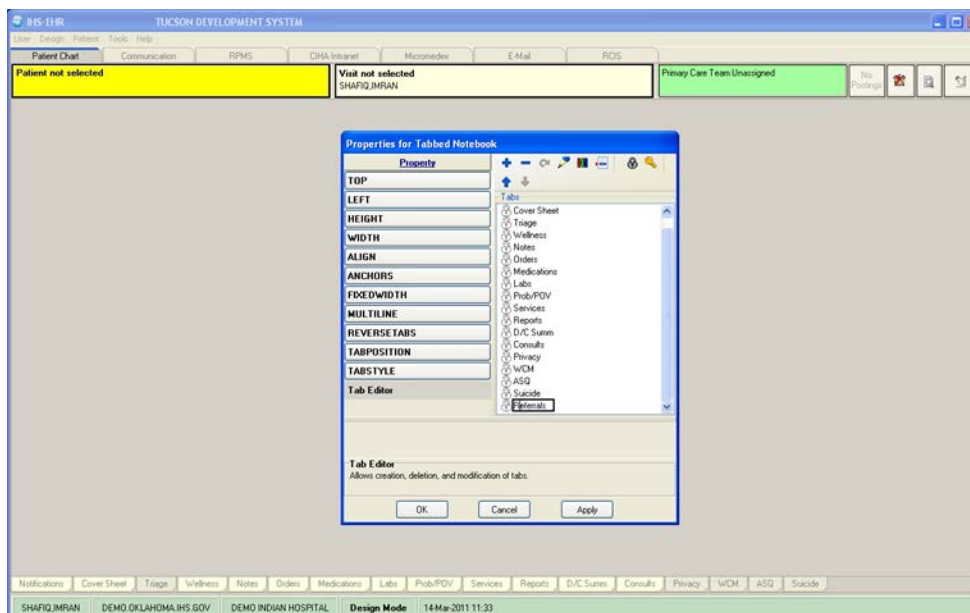 IHS-EHR TUCSON DEVELOPMENT SYSTEM
User Design Patient Tools Help
Patient Chart Communication RPMS CIHA Intranet Micromedex E-Mail RCIS
Patient not selected
Visit not selected
SHAFIQ,IMRAN
Primary Care Team Unassigned
No
Postings
Properties for Tabbed Notebook
Property
TOP
LEFT
HEIGHT
WIDTH
ALIGN
ANCHORS
FIXEDWIDTH
MULTILINE
REVERSETABS
TABPOSITION
TABSTYLE
Tab Editor
Tabs
Cover Sheet
Triage
Wellness
Notes
Orders
Medications
Labs
Prob/POV
Services
Reports
D/C Summ
Consults
Privacy
WCM
ASQ
Suicide
Referrals
Tab Editor
Allows creation, deletion, and modification of tabs.
OK Cancel Apply
Notifications Cover Sheet Triage Wellness Notes Orders Medications Labs Prob/POV Services Reports D/C Summ Consults Privacy WCM ASQ Suicide
SHAFIQ,IMRAN DEMO.OKLAHOMA.IHS.GOV DEMO INDIAN HOSPITAL Design Mode 14-Mar-2011 11:33